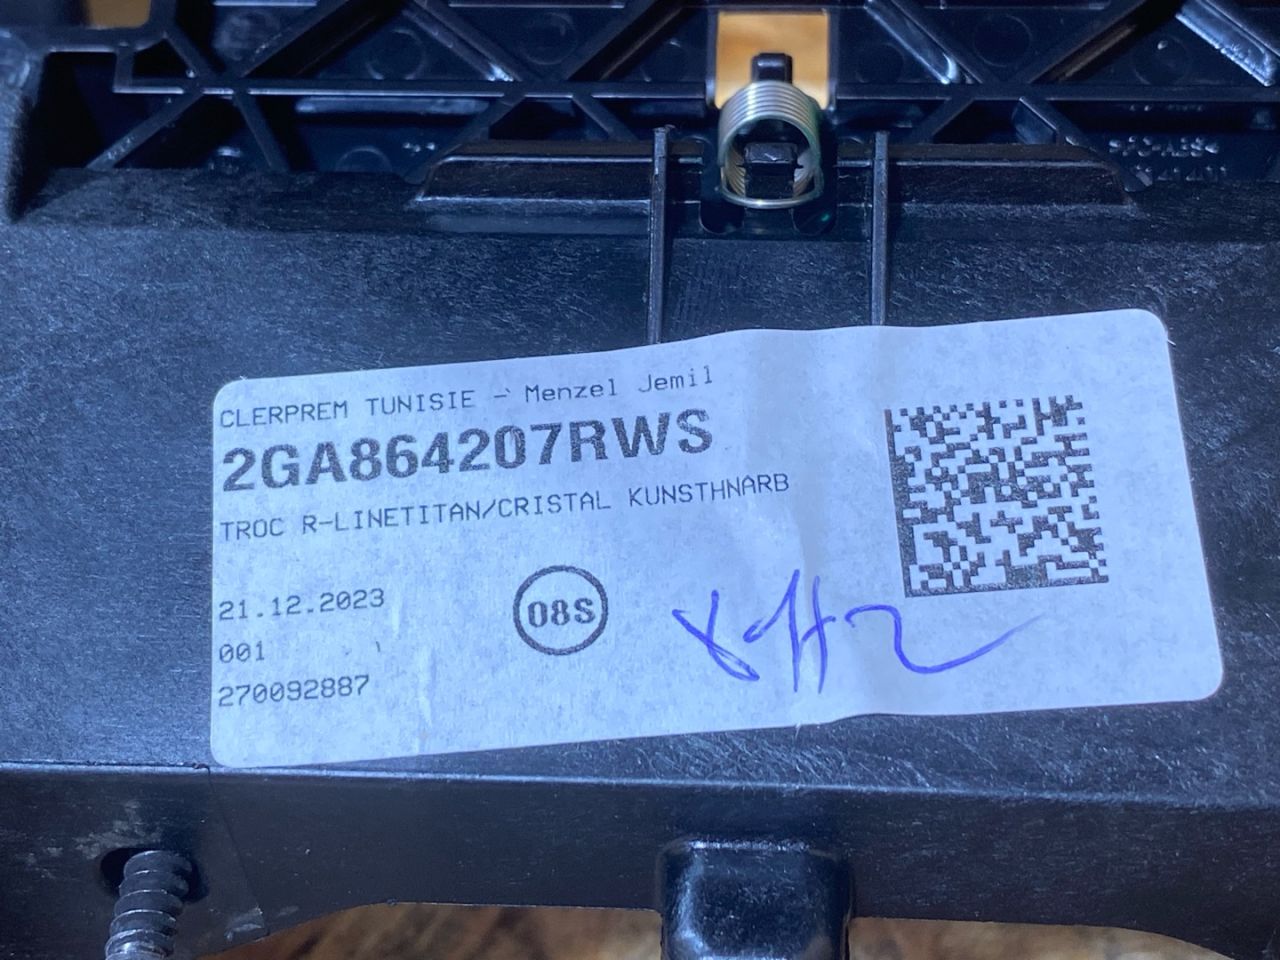 CLERPREM TUNISIE - Menzel Jemil
2GA864207RWS
TROC R-LINETITAN/CRISTAL KUNSTHNARB
21.12.2023
08S
001
270092887